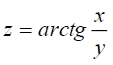 z = arctg x/y